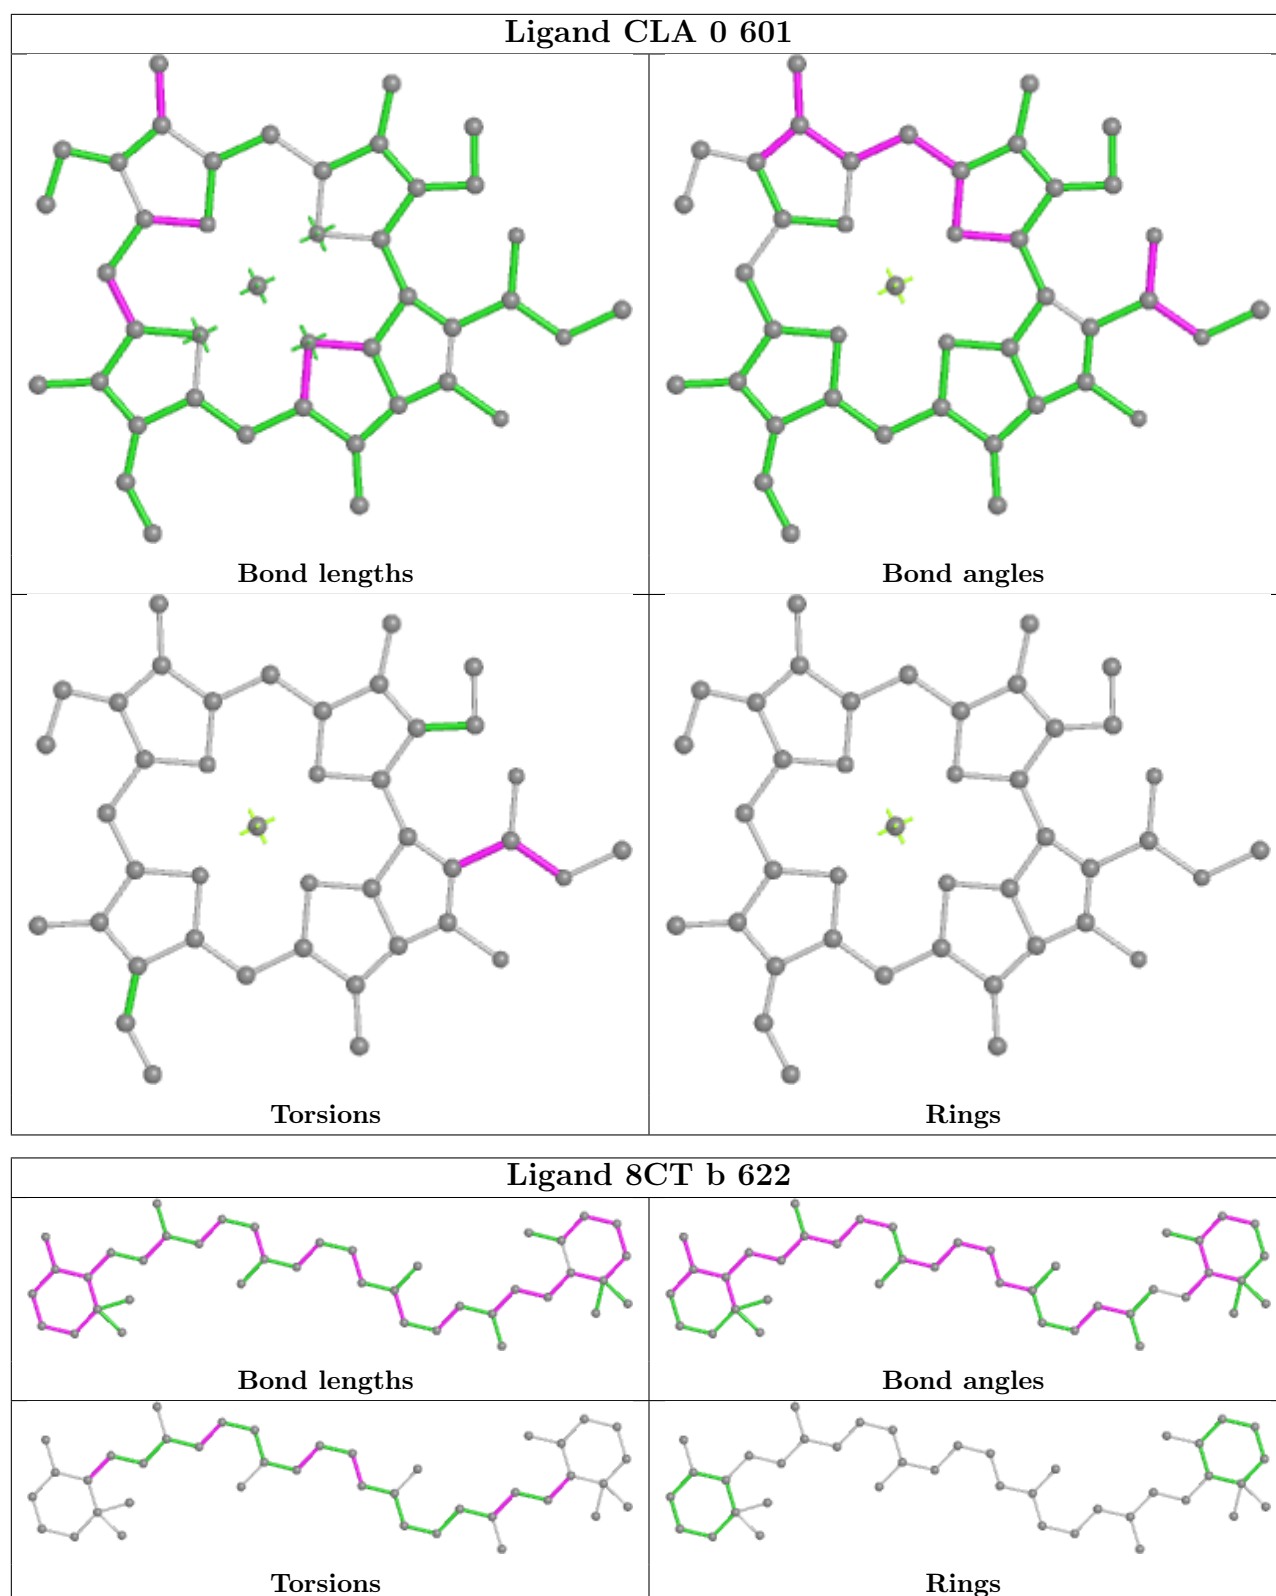 Ligand CLA 0 601
Bond lengths
Bond angles
Torsions
Rings
Ligand 8CT b 622
Bond lengths
Bond angles
Torsions
Rings